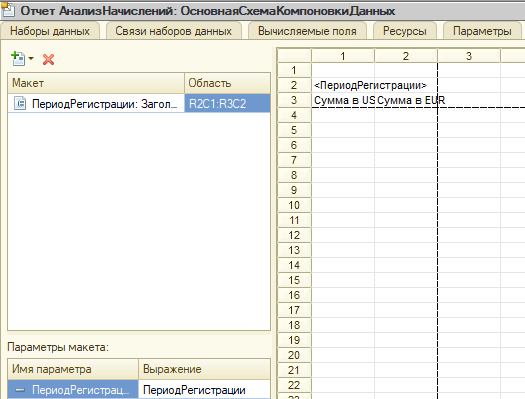 Отчет АнализНачислений: ОсновнаяСхемаКомпоновкиДанных
Наборы данных Связи наборов данных Вычисляемые поля Ресурсы Параметры
Макет Область
ПериодРегистрации: Загол... R2C1:R3C2
1 2 3
1
2 <ПериодРегистрации>
3 Сумма в US Сумма в EUR
4
5
6
7
8
9
10
11
12
13
14
15
16
17
18
19
20
21
22
Параметры макета:
Имя параметра Выражение
ПериодРегистрац... ПериодРегистрации